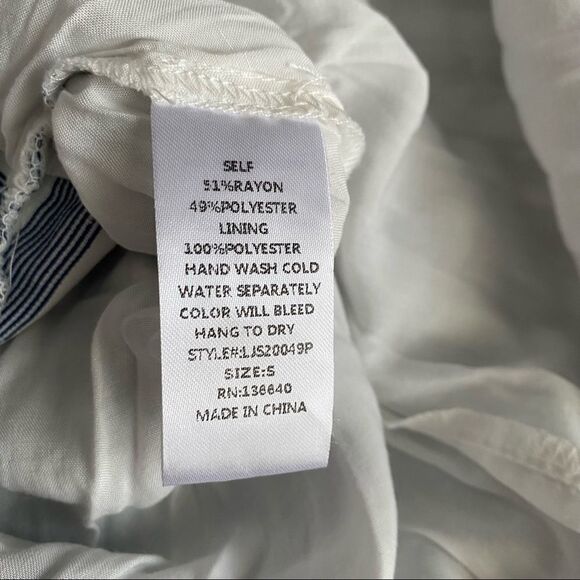 SELF
51%RAYON
49%POLYESTER
LINING
100%POLYESTER
HAND WASH COLD
WATER SEPARATELY
COLOR WILL BLEED
HANG TO DRY
STYLE#:LJS20049P
SIZE:S
RN:136640
MADE IN CHINA